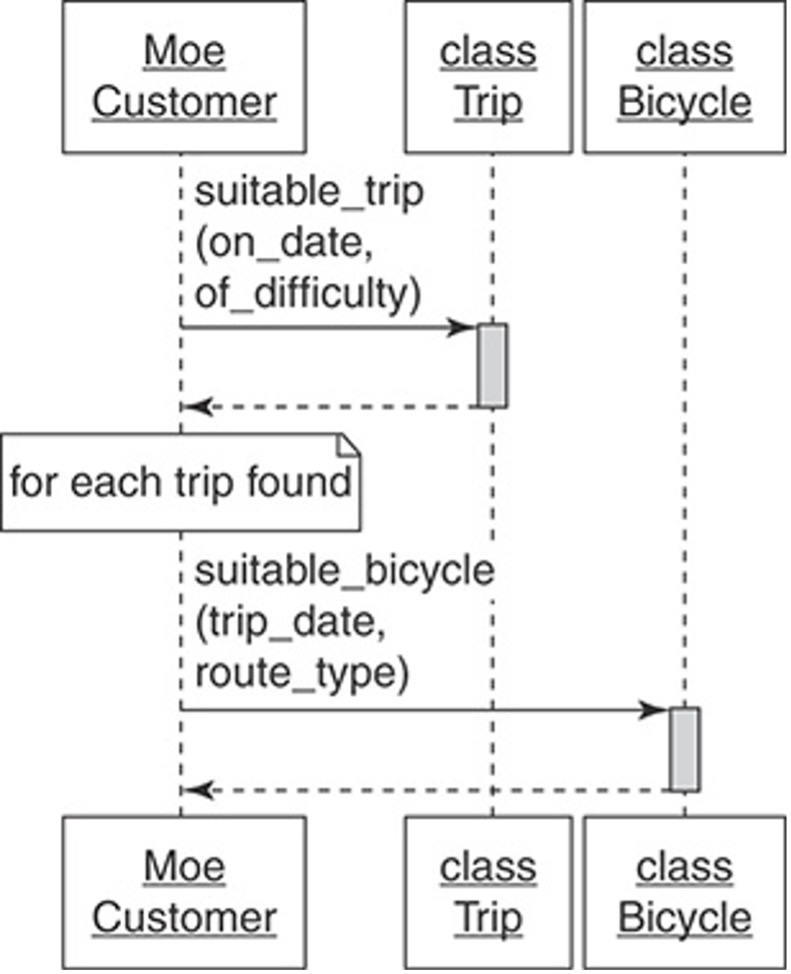 Moe
Customer
class
Trip
class
Bicycle
suitable_trip
(on_date,
of_difficulty)
for each trip found
suitable_bicycle
(trip_date,
route_type)
Moe
Customer
class
Trip
class
Bicycle